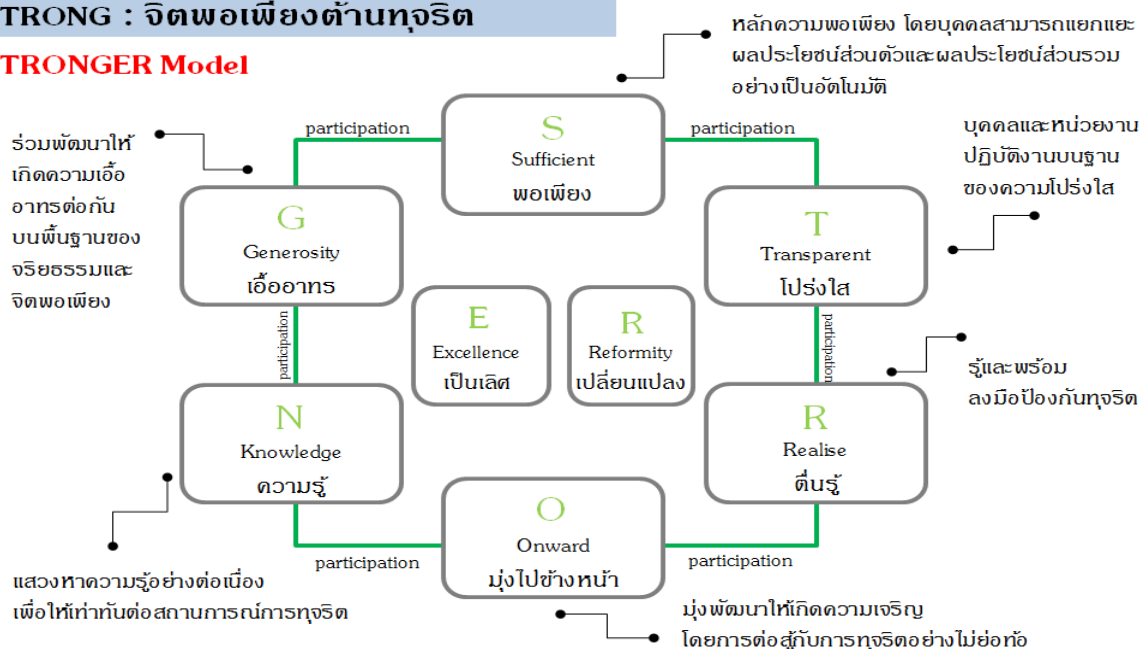 TRONG : จิตพอเพียงต้านทุจริต
TRONGER Model
หลักความพอเพียง โดยบุคคลสามารถแยกแยะ
ผลประโยชน์ส่วนตัวและผลประโยชน์ส่วนรวม
อย่างเป็นอัตโนมัติ
participation
S
Sufficient
พอเพียง
participation
บุคคลและหน่วยงาน
ปฏิบัติงานบนฐาน
ของความโปร่งใส
ร่วมพัฒนาให้
เกิดความเอื้อ
อาทรต่อกัน
บนพื้นฐานของ
จริยธรรมและ
จิตพอเพียง
G
Generosity
เอื้ออาทร
T
Transparent
โปร่งใส
E
Excellence
เป็นเลิศ
R
Reformity
เปลี่ยนแปลง
participation
participation
รู้และพร้อม
ลงมือป้องกันทุจริต
N
Knowledge
ความรู้
R
Realise
ตื่นรู้
O
Onward
มุ่งไปข้างหน้า
participation
participation
แสวงหาความรู้อย่างต่อเนื่อง
เพื่อให้เท่าทันต่อสถานการณ์การทุจริต
มุ่งพัฒนาให้เกิดความเจริญ
โดยการต่อสู้กับการทุจริตอย่างไม่ย่อท้อ